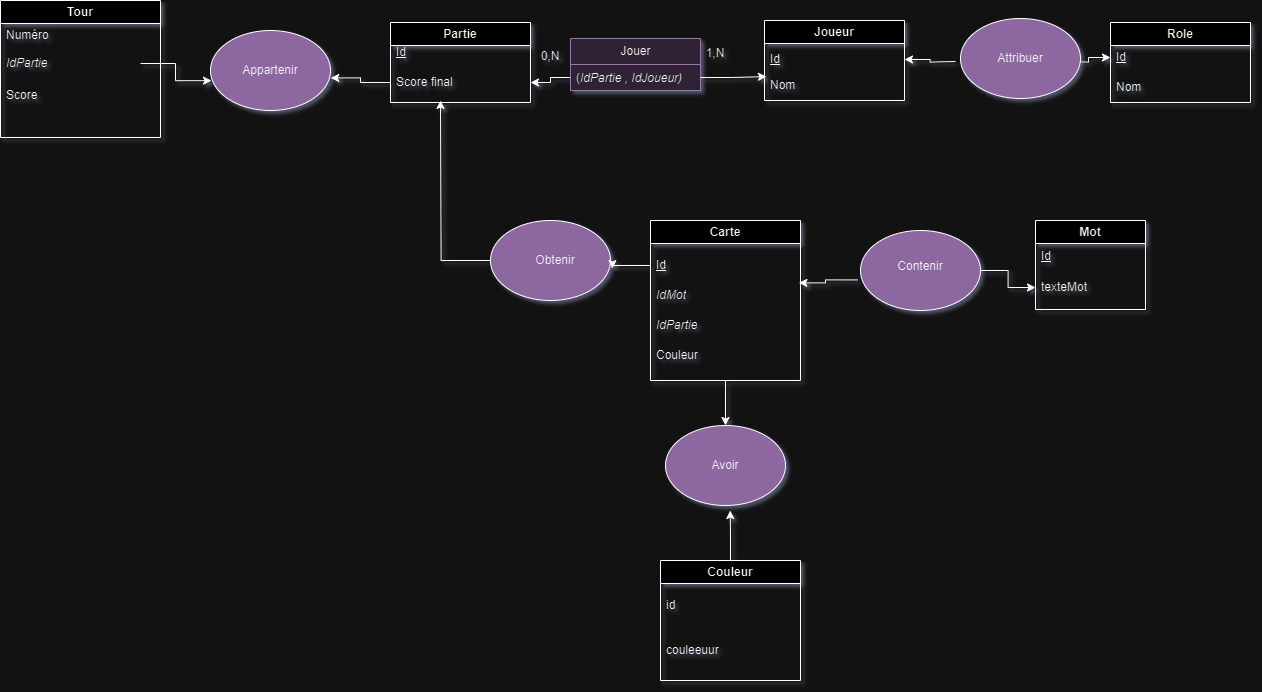 Tour
Numéro
IdPartie
Score
Appartenir
Partie
Id
Score final
0,N
Jouer
(IdPartie , IdJoueur)
1,N
Joueur
Id
Nom
Attribuer
Role
Id
Nom
Obtenir
Carte
Id
IdMot
IdPartie
Couleur
Contenir
Mot
Id
texteMot
Avoir
Couleur
id
couleeuur